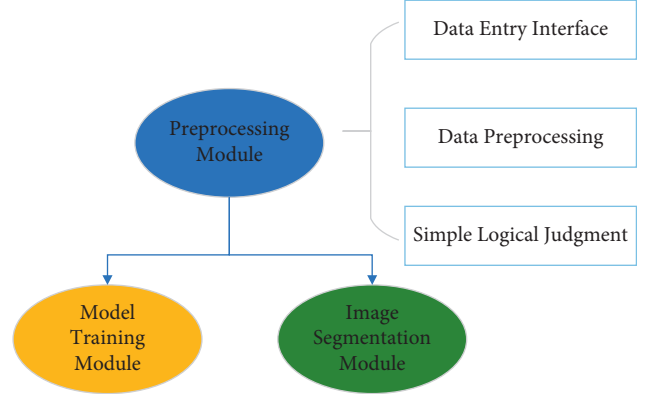 Data Entry Interface
Preprocessing
Module
Data Preprocessing
Simple Logical Judgment
Model
Training
Module
Image
Segmentation
Module